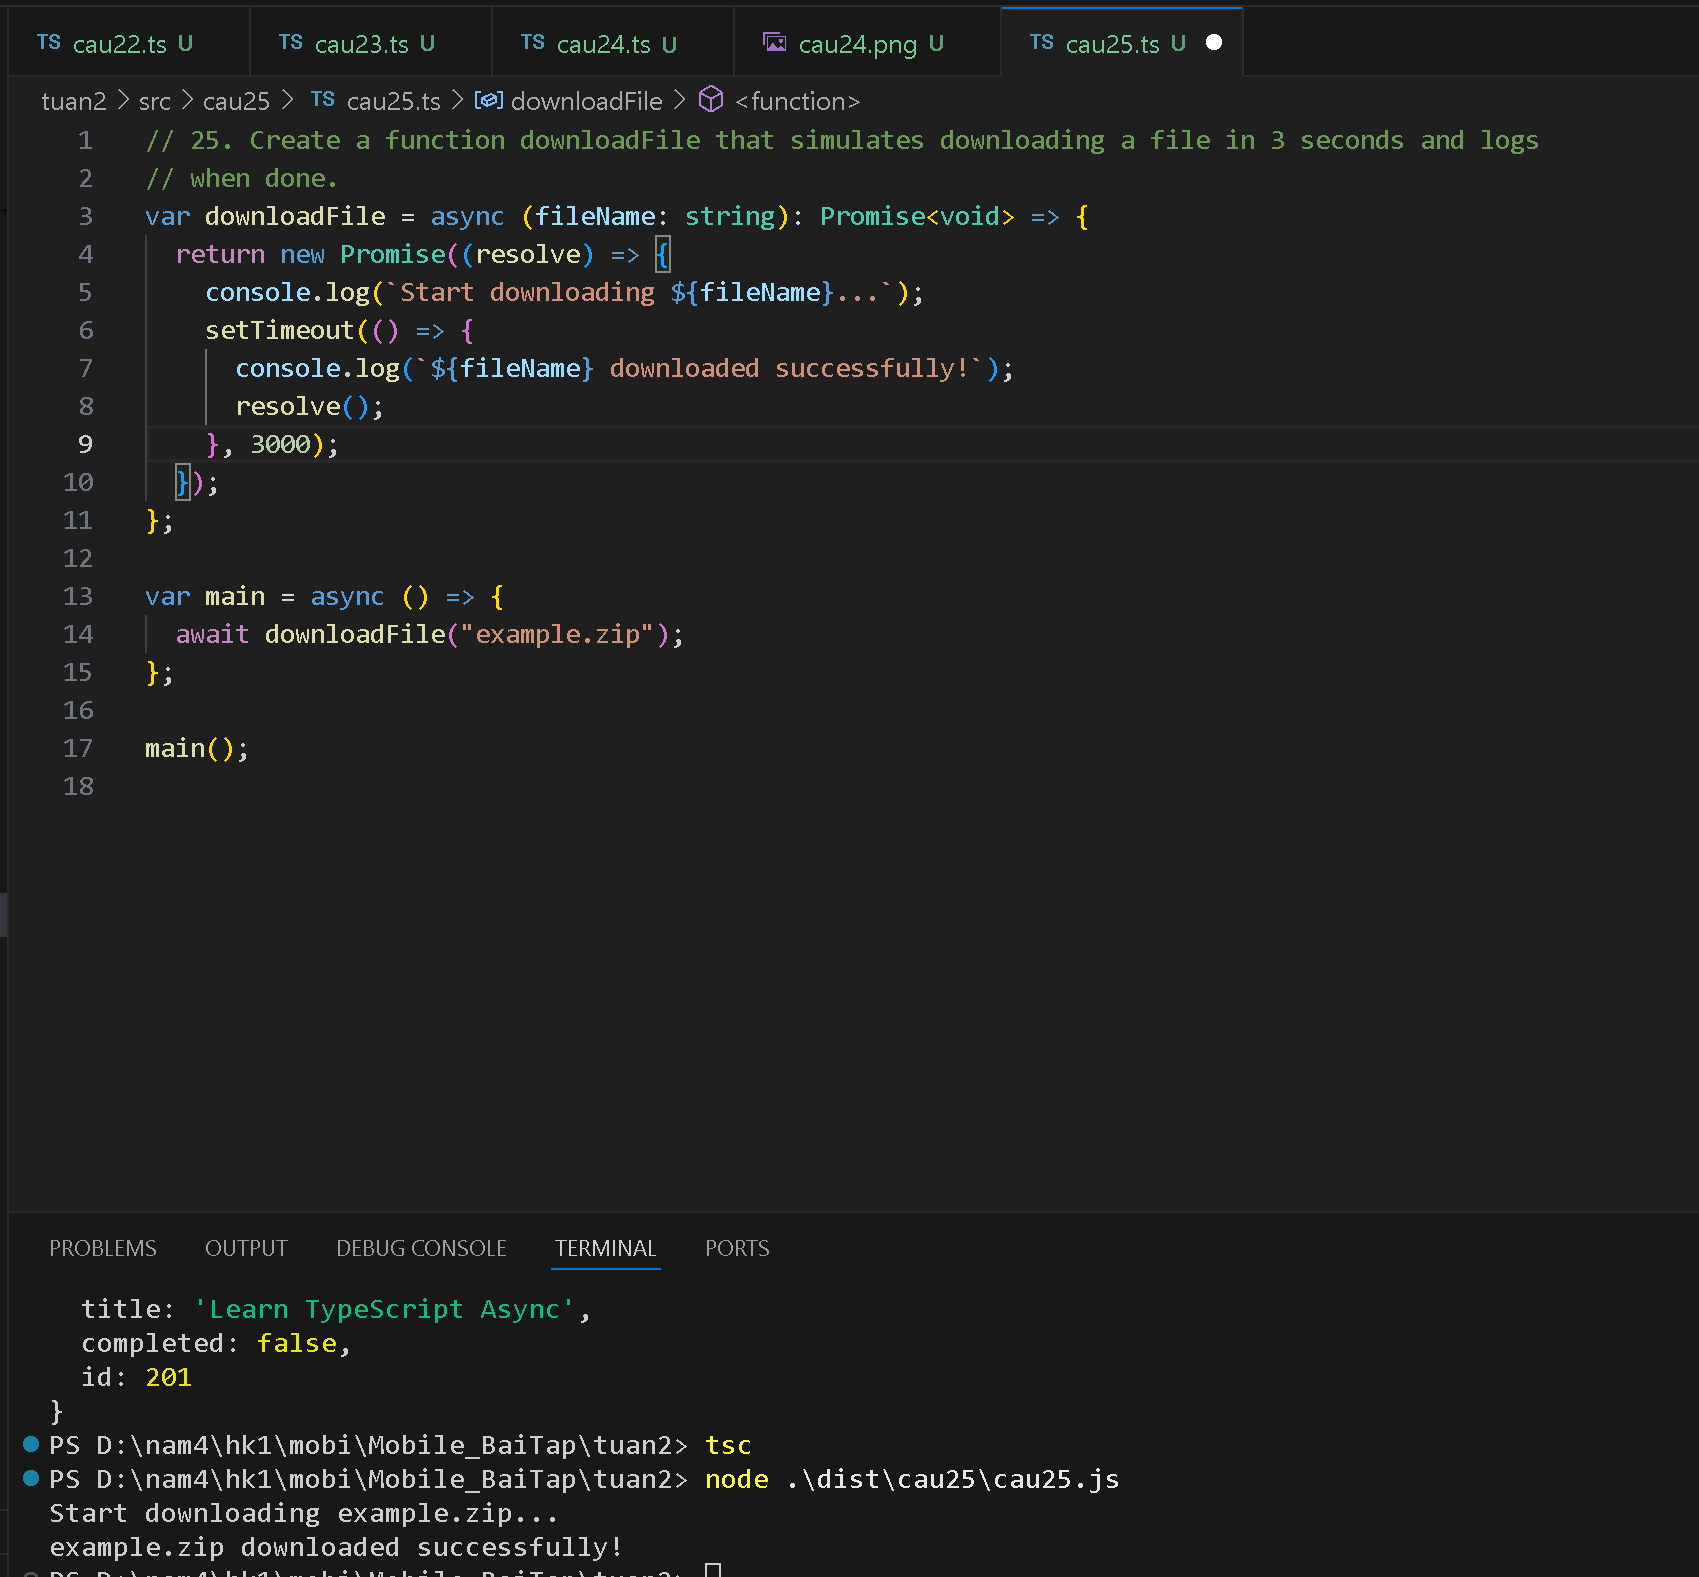 TS cau22.ts U TS cau23.ts U TS cau24.ts U cau24.png U TS cau25.ts U
tuan2 > src > cau25 > TS cau25.ts > downloadFile > <function>
1 // 25. Create a function downloadFile that simulates downloading a file in 3 seconds and logs
2 // when done.
3 var downloadFile = async (fileName: string): Promise<void> => {
4 return new Promise((resolve) => {
5 console.log(`Start downloading ${fileName}...`);
6 setTimeout(() => {
7 console.log(`${fileName} downloaded successfully!`);
8 resolve();
9 }, 3000);
10 });
11 };
12
13 var main = async () => {
14 await downloadFile("example.zip");
15 };
16
17 main();
18
PROBLEMS OUTPUT DEBUG CONSOLE TERMINAL PORTS
title: 'Learn TypeScript Async',
completed: false,
id: 201
}
PS D:\nam4\hk1\mobi\Mobile_BaiTap\tuan2> tsc
PS D:\nam4\hk1\mobi\Mobile_BaiTap\tuan2> node .\dist\cau25\cau25.js
Start downloading example.zip...
example.zip downloaded successfully!
PS D:\nam4\hk1\mobi\Mobile_BaiTap\tuan2>